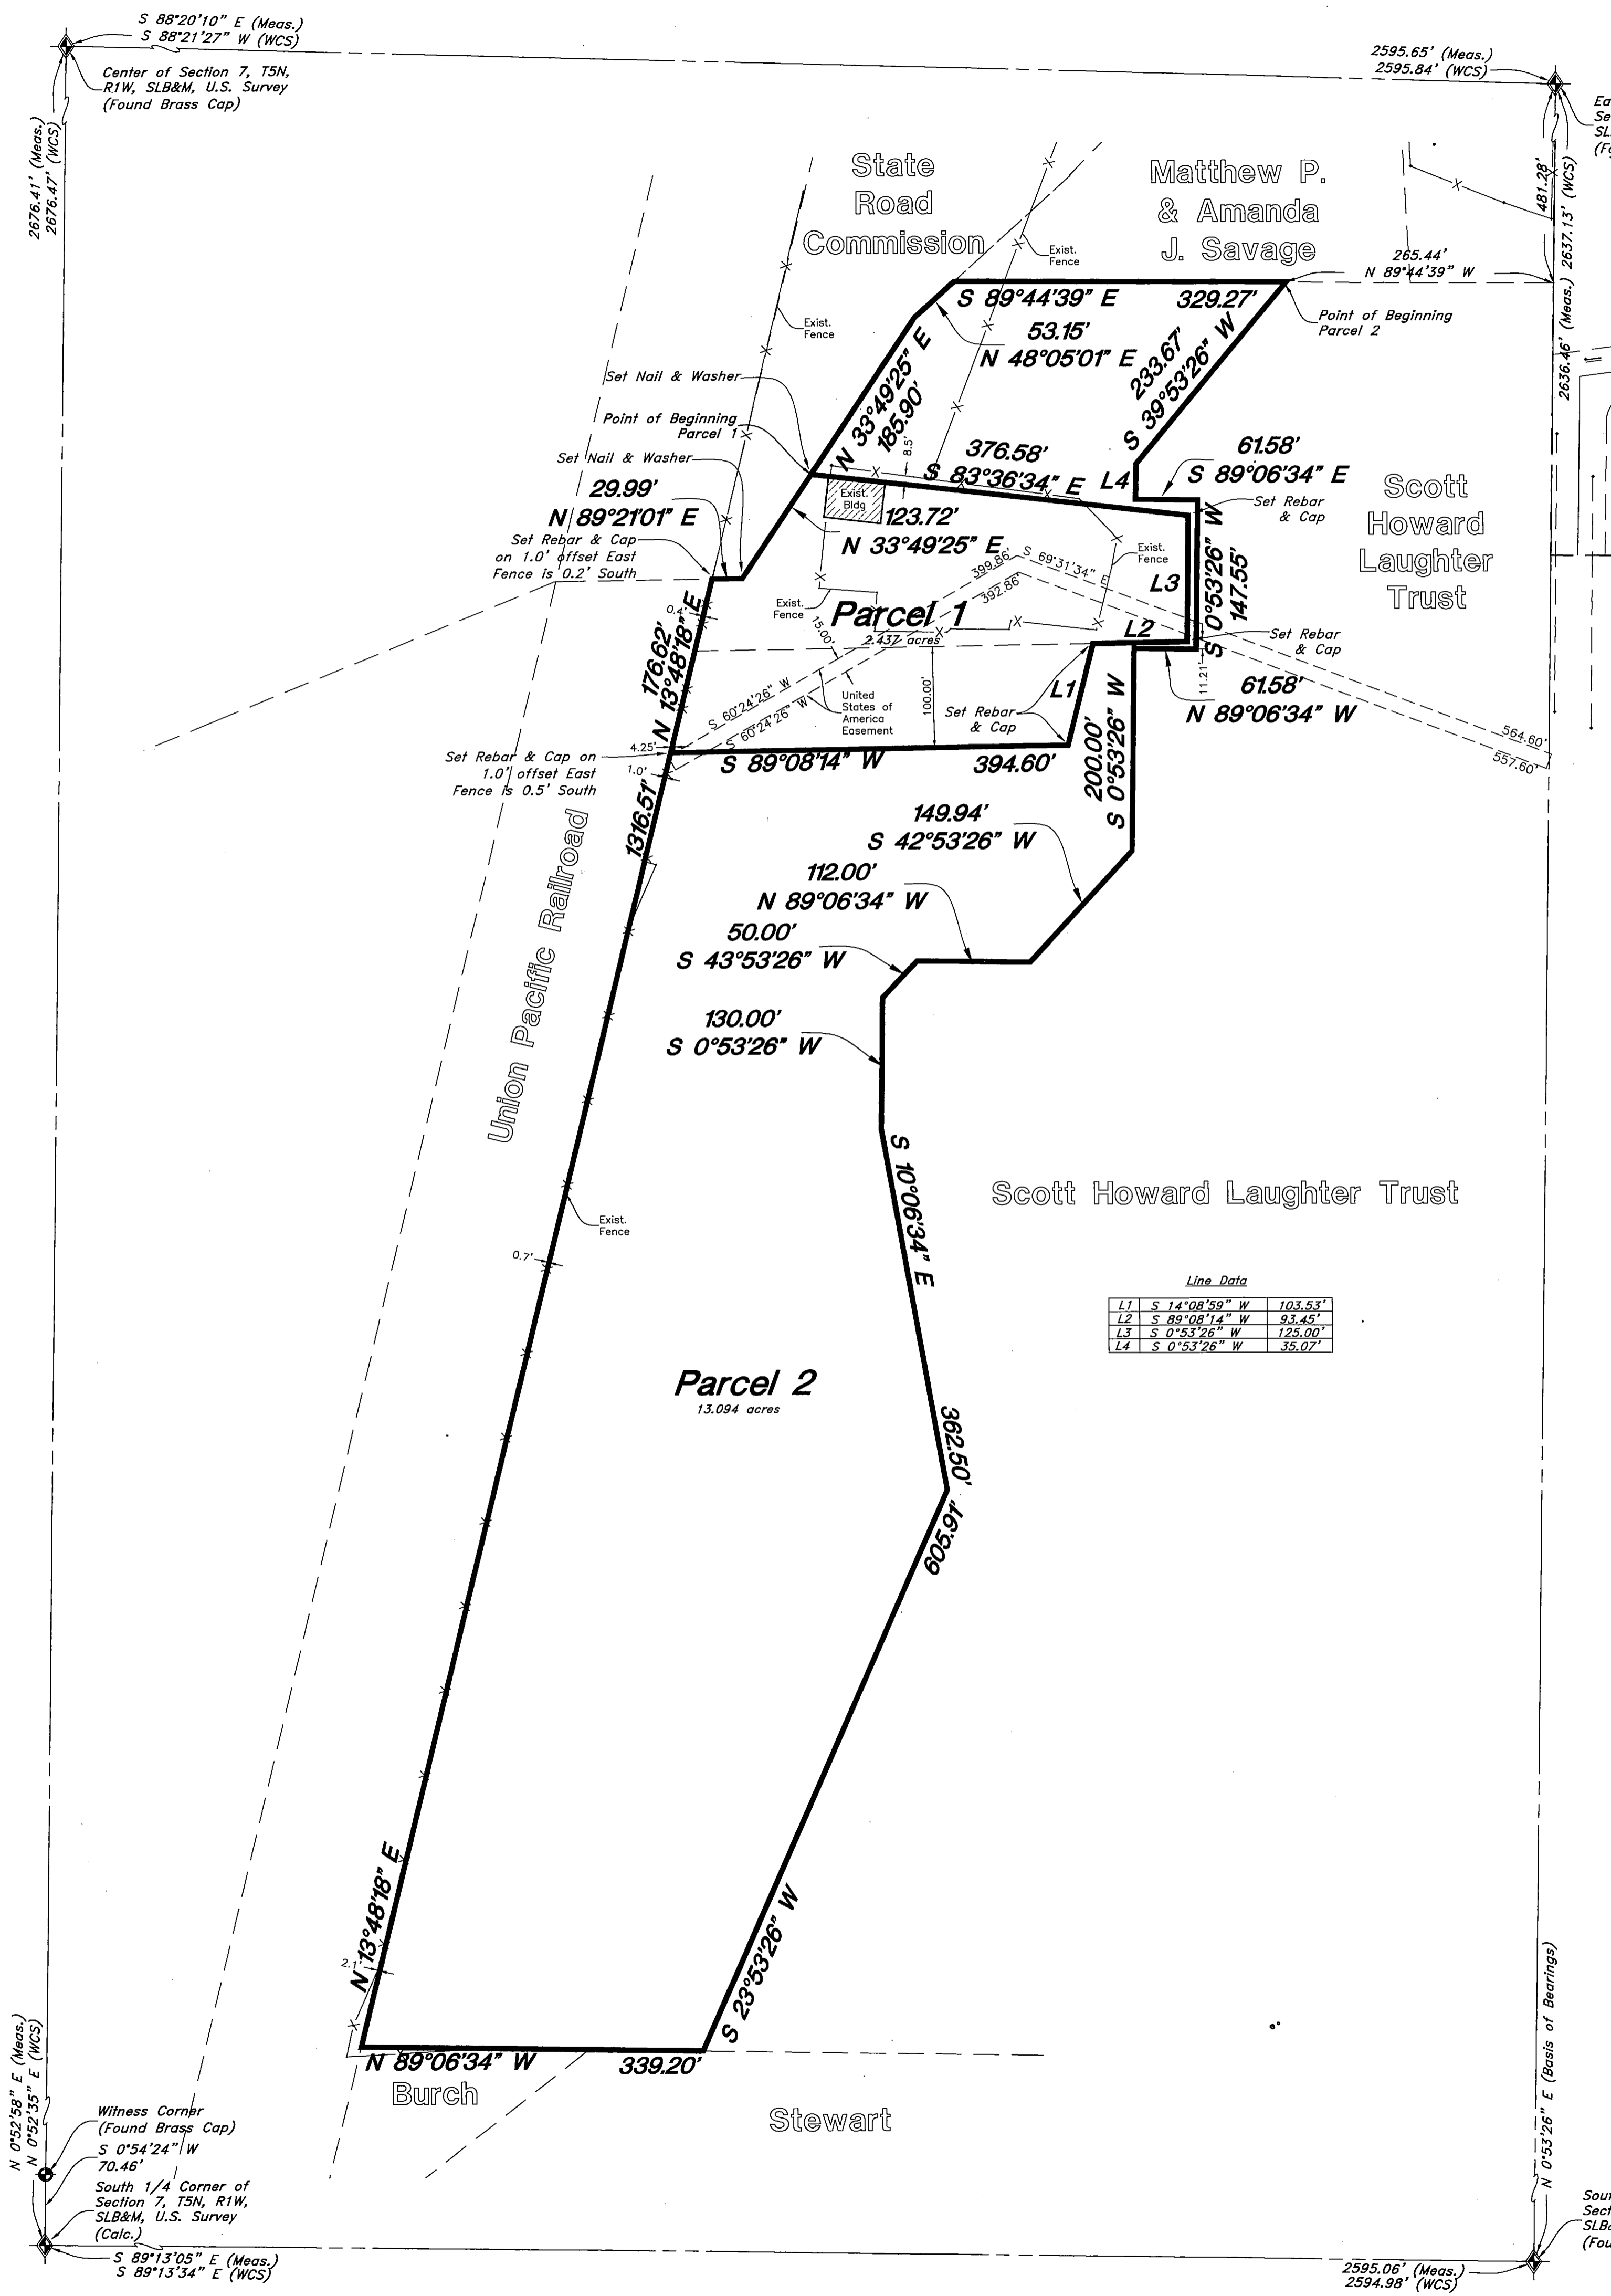 S 88°20'10" E (Meas.)
S 88°21'27" W (WCS)
2595.65' (Meas.)
2595.84' (WCS)
Center of Section 7, T5N,
R1W, SLB&M, U.S. Survey
(Found Brass Cap)
Ea
Se
SL
2676.41' (Meas.)
2676.47' (WCS)
481.28'
2636.46' (Meas.) 2637.13' (WCS)
State
Road
Commission
Matthew P.
& Amanda
J. Savage
Exist.
Fence
265.44'
N 89°44'39" W
S 89°44'39" E 329.27'
Point of Beginning
Parcel 2
53.15'
N 48°05'01" E
Exist.
Fence
N 33°49'25" E
185.90'
233.67'
S 39°53'26" W
Set Nail & Washer
Point of Beginning
Parcel 1
Set Nail & Washer
8.5'
376.58'
S 83°36'34" E
L4
61.58'
S 89°06'34" E
29.99'
N 89°21'01" E
Exist.
Bldg
Set Rebar
& Cap
Scott
Howard
Laughter
Trust
123.72'
N 33°49'25" E
Set Rebar & Cap
on 1.0' offset East
Fence is 0.2' South
399.86'
S 69°31'34" E
392.86'
Exist.
Fence
L3
S 0°53'26" W
147.55'
0.4'
Exist.
Fence
Parcel 1
2.437 acres
15.00'
L2
Set Rebar
& Cap
176.62'
N 13°48'18" E
S 60°24'26" W
S 60°24'26" W
United
States of
America
Easement
100.00'
L1
Set Rebar
& Cap
11.21'
61.58'
N 89°06'34" W
4.25'
Set Rebar & Cap on
1.0' offset East
Fence is 0.5' South
1.0'
S 89°08'14" W 394.60'
200.00'
S 0°53'26" W
564.60'
557.60'
1316.51'
149.94'
S 42°53'26" W
112.00'
N 89°06'34" W
50.00'
S 43°53'26" W
130.00'
S 0°53'26" W
Union Pacific Railroad
S 10°06'34" E
362.50'
Scott Howard Laughter Trust
Exist.
Fence
0.7'
Line Data
L1 S 14°08'59" W 103.53'
L2 S 89°08'14" W 93.45'
L3 S 0°53'26" W 125.00'
L4 S 0°53'26" W 35.07'
Parcel 2
13.094 acres
605.91'
S 23°53'26" W
N 13°48'18" E
N 89°06'34" W 339.20'
Burch
Stewart
N 0°52'58" E (Meas.)
N 0°52'35" E (WCS)
N 0°53'26" E (Basis of Bearings)
Witness Corner
(Found Brass Cap)
S 0°54'24" W
70.46'
South 1/4 Corner of
Section 7, T5N, R1W,
SLB&M, U.S. Survey
(Calc.)
S 89°13'05" E (Meas.)
S 89°13'34" E (WCS)
2595.06' (Meas.)
2594.98' (WCS)
Sou
Sect
SLB
(Fou